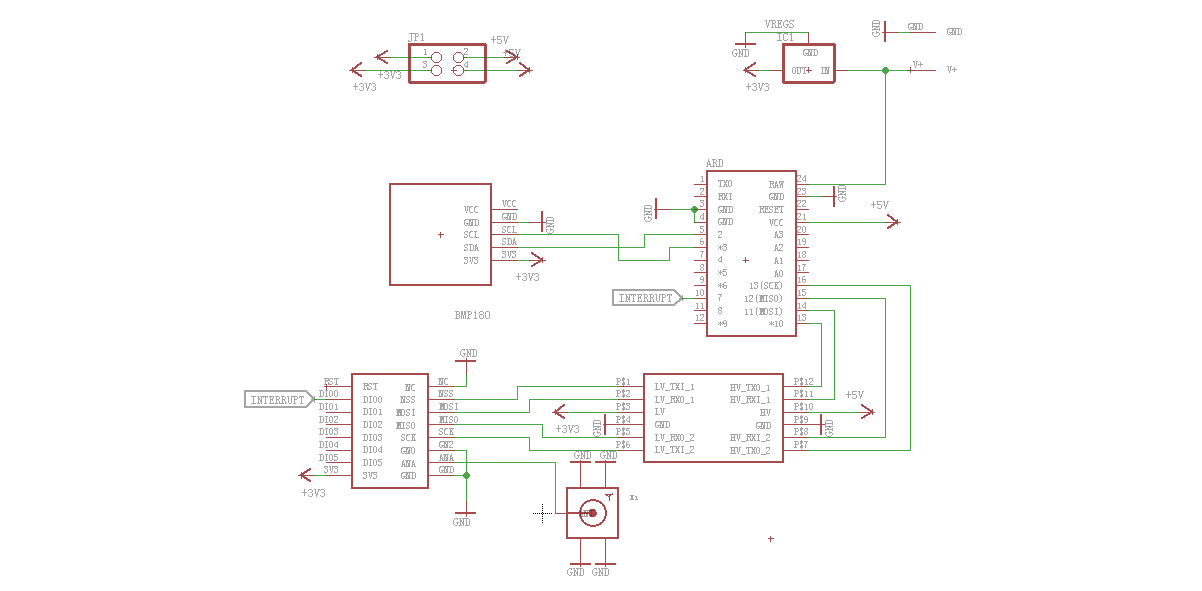 JP1
1 2
3 4
+5V
+5V
+3V3
+3V3
VREGS
IC1
GND
OUT IN
GND
+3V3
GND GND GND
V+ V+
ARD
1 TX0 RAW 24
2 RXI GND 23
3 GND RESET 22
4 GND VCC 21
5 2 A3 20
6 *3 A2 19
7 4 A1 18
8 *5 A0 17
9 *6 13(SCK) 16
10 7 12(MISO) 15
11 8 11(MOSI) 14
12 *9 *10 13
GND
GND
+5V
INTERRUPT
VCC VCC
GND GND GND
SCL SCL
SDA SDA
3V3 3V3
+3V3
BMP180
GND
RST RST NC NC
DIO0 DIO0 NSS NSS
DIO1 DIO1 MOSI MOSI
DIO2 DIO2 MISO MISO
DIO3 DIO3 SCK SCK
DIO4 DIO4 GND GN2
DIO5 DIO5 ANA ANA
3V3 3V3 GND GND
INTERRUPT
+3V3
GND
P$1 LV_TXI_1 HV_TXO_1 P$12
P$2 LV_RXO_1 HV_RXI_1 P$11
P$3 LV HV P$10
P$4 GND GND P$9
P$5 LV_RXO_2 HV_RXI_2 P$8
P$6 LV_TXI_2 HV_TXO_2 P$7
+3V3
GND
+5V
GND
GND GND
X1
GND GND